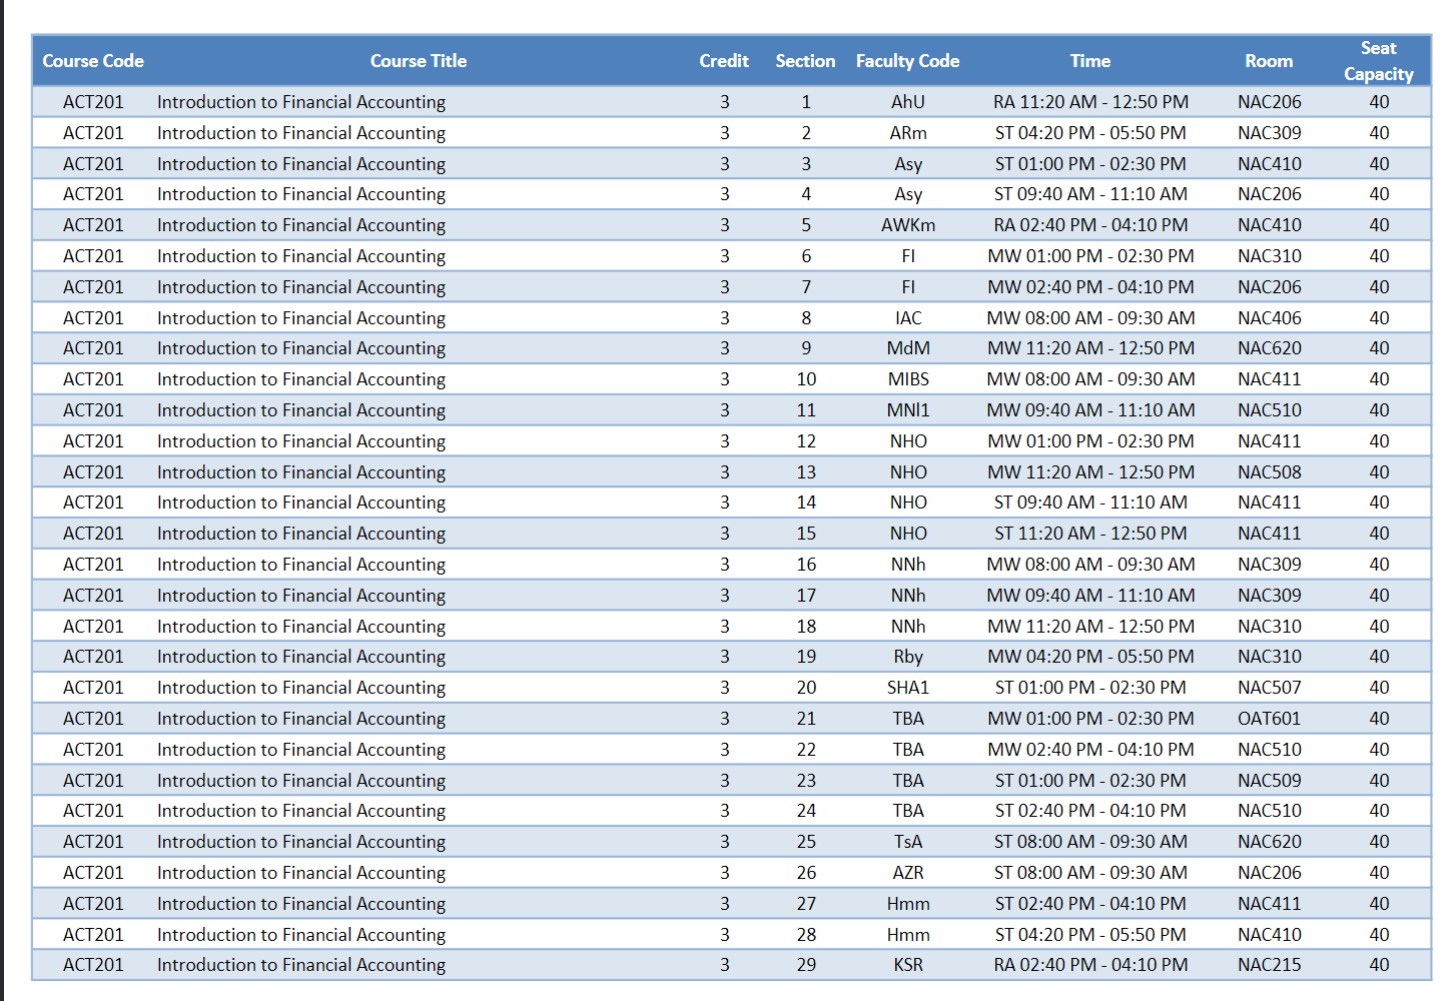 Course Code Course Title Credit Section Faculty Code Time Room Seat Capacity
ACT201 Introduction to Financial Accounting 3 1 AhU RA 11:20 AM - 12:50 PM NAC206 40
ACT201 Introduction to Financial Accounting 3 2 ARm ST 04:20 PM - 05:50 PM NAC309 40
ACT201 Introduction to Financial Accounting 3 3 Asy ST 01:00 PM - 02:30 PM NAC410 40
ACT201 Introduction to Financial Accounting 3 4 Asy ST 09:40 AM - 11:10 AM NAC206 40
ACT201 Introduction to Financial Accounting 3 5 AWKm RA 02:40 PM - 04:10 PM NAC410 40
ACT201 Introduction to Financial Accounting 3 6 FI MW 01:00 PM - 02:30 PM NAC310 40
ACT201 Introduction to Financial Accounting 3 7 FI MW 02:40 PM - 04:10 PM NAC206 40
ACT201 Introduction to Financial Accounting 3 8 IAC MW 08:00 AM - 09:30 AM NAC406 40
ACT201 Introduction to Financial Accounting 3 9 MdM MW 11:20 AM - 12:50 PM NAC620 40
ACT201 Introduction to Financial Accounting 3 10 MIBS MW 08:00 AM - 09:30 AM NAC411 40
ACT201 Introduction to Financial Accounting 3 11 MNl1 MW 09:40 AM - 11:10 AM NAC510 40
ACT201 Introduction to Financial Accounting 3 12 NHO MW 01:00 PM - 02:30 PM NAC411 40
ACT201 Introduction to Financial Accounting 3 13 NHO MW 11:20 AM - 12:50 PM NAC508 40
ACT201 Introduction to Financial Accounting 3 14 NHO ST 09:40 AM - 11:10 AM NAC411 40
ACT201 Introduction to Financial Accounting 3 15 NHO ST 11:20 AM - 12:50 PM NAC411 40
ACT201 Introduction to Financial Accounting 3 16 NNh MW 08:00 AM - 09:30 AM NAC309 40
ACT201 Introduction to Financial Accounting 3 17 NNh MW 09:40 AM - 11:10 AM NAC309 40
ACT201 Introduction to Financial Accounting 3 18 NNh MW 11:20 AM - 12:50 PM NAC310 40
ACT201 Introduction to Financial Accounting 3 19 Rby MW 04:20 PM - 05:50 PM NAC310 40
ACT201 Introduction to Financial Accounting 3 20 SHA1 ST 01:00 PM - 02:30 PM NAC507 40
ACT201 Introduction to Financial Accounting 3 21 TBA MW 01:00 PM - 02:30 PM OAT601 40
ACT201 Introduction to Financial Accounting 3 22 TBA MW 02:40 PM - 04:10 PM NAC510 40
ACT201 Introduction to Financial Accounting 3 23 TBA ST 01:00 PM - 02:30 PM NAC509 40
ACT201 Introduction to Financial Accounting 3 24 TBA ST 02:40 PM - 04:10 PM NAC510 40
ACT201 Introduction to Financial Accounting 3 25 TsA ST 08:00 AM - 09:30 AM NAC620 40
ACT201 Introduction to Financial Accounting 3 26 AZR ST 08:00 AM - 09:30 AM NAC206 40
ACT201 Introduction to Financial Accounting 3 27 Hmm ST 02:40 PM - 04:10 PM NAC411 40
ACT201 Introduction to Financial Accounting 3 28 Hmm ST 04:20 PM - 05:50 PM NAC410 40
ACT201 Introduction to Financial Accounting 3 29 KSR RA 02:40 PM - 04:10 PM NAC215 40